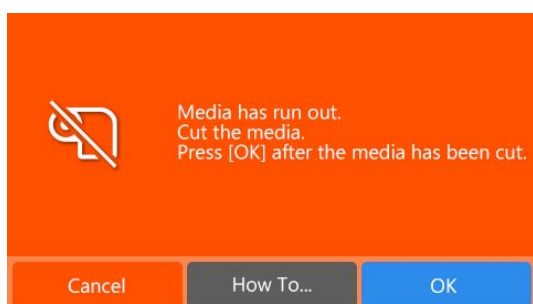 Media has run out.
Cut the media.
Press [OK] after the media has been cut.
Cancel
How To...
OK